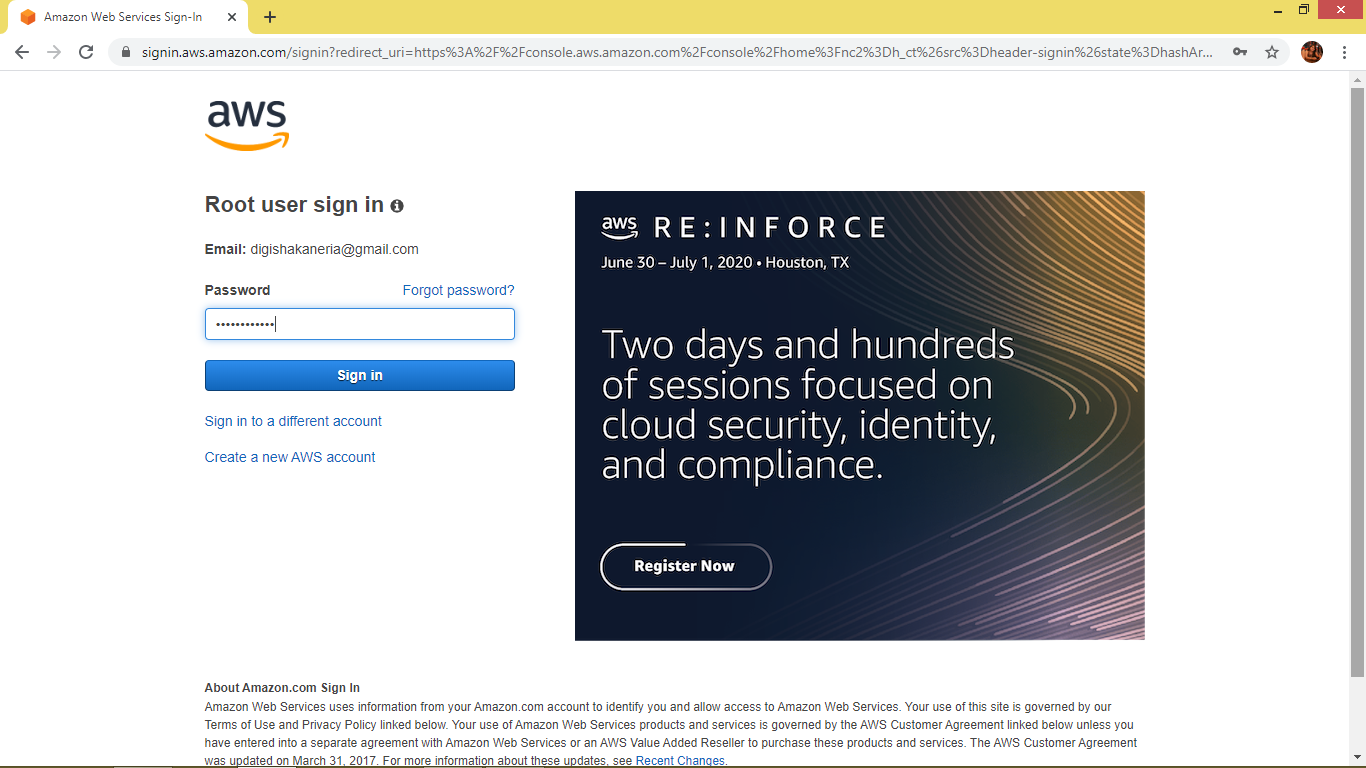 Amazon Web Services Sign-In
signin.aws.amazon.com/signin?redirect_uri=https%3A%2F%2Fconsole.aws.amazon.com%2Fconsole%2Fhome%3Fnc2%3Dh_ct%26src%3Dheader-signin%26state%3DhashAr...
aws
Root user sign in
Email: digishakaneria@gmail.com
Password Forgot password?
••••••••••••
Sign in
Sign in to a different account
Create a new AWS account
aws RE:INFORCE
June 30 – July 1, 2020 • Houston, TX
Two days and hundreds
of sessions focused on
cloud security, identity,
and compliance.
Register Now
About Amazon.com Sign In
Amazon Web Services uses information from your Amazon.com account to identify you and allow access to Amazon Web Services. Your use of this site is governed by our
Terms of Use and Privacy Policy linked below. Your use of Amazon Web Services products and services is governed by the AWS Customer Agreement linked below unless you
have entered into a separate agreement with Amazon Web Services or an AWS Value Added Reseller to purchase these products and services. The AWS Customer Agreement
was updated on March 31, 2017. For more information about these updates, see Recent Changes.